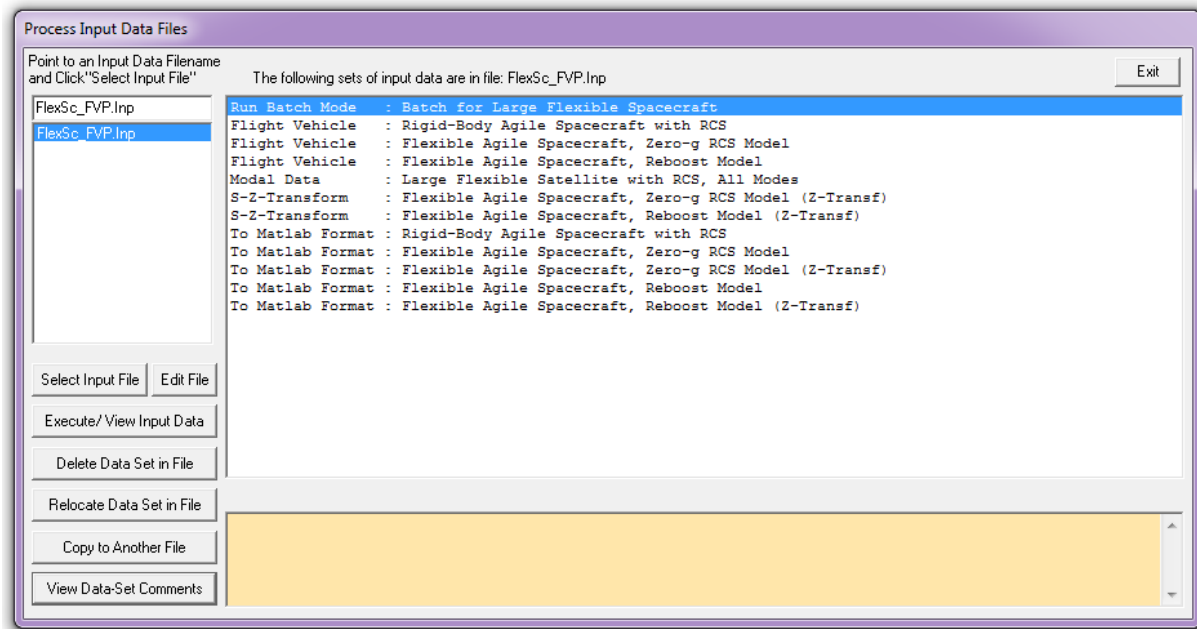 Process Input Data Files
Point to an Input Data Filename
and Click"Select Input File"
The following sets of input data are in file: FlexSc_FVP.Inp
Exit
FlexSc_FVP.Inp
FlexSc_FVP.Inp
Run Batch Mode : Batch for Large Flexible Spacecraft
Flight Vehicle : Rigid-Body Agile Spacecraft with RCS
Flight Vehicle : Flexible Agile Spacecraft, Zero-g RCS Model
Flight Vehicle : Flexible Agile Spacecraft, Reboost Model
Modal Data : Large Flexible Satellite with RCS, All Modes
S-Z-Transform : Flexible Agile Spacecraft, Zero-g RCS Model (Z-Transf)
S-Z-Transform : Flexible Agile Spacecraft, Reboost Model (Z-Transf)
To Matlab Format : Rigid-Body Agile Spacecraft with RCS
To Matlab Format : Flexible Agile Spacecraft, Zero-g RCS Model
To Matlab Format : Flexible Agile Spacecraft, Zero-g RCS Model (Z-Transf)
To Matlab Format : Flexible Agile Spacecraft, Reboost Model
To Matlab Format : Flexible Agile Spacecraft, Reboost Model (Z-Transf)
Select Input File
Edit File
Execute/ View Input Data
Delete Data Set in File
Relocate Data Set in File
Copy to Another File
View Data-Set Comments